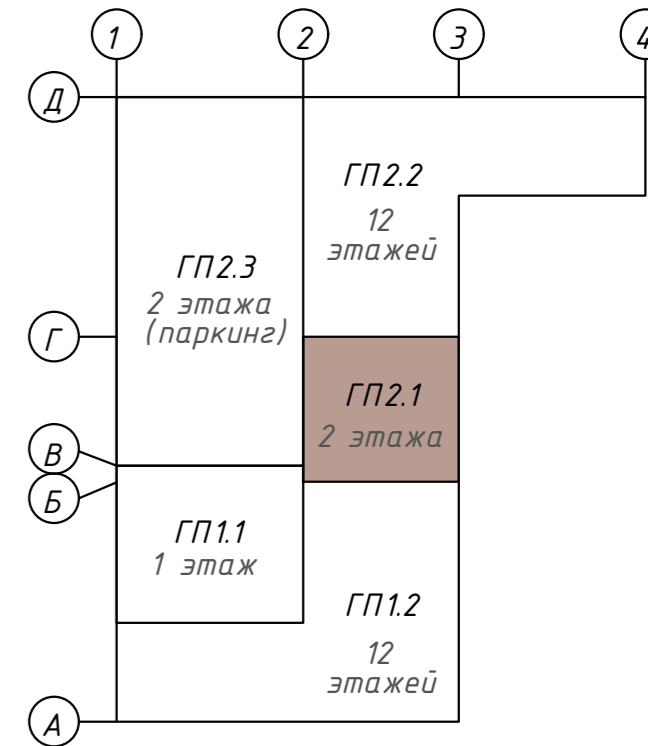 1 2 3 4
Д
ГП2.2
12
этажей
ГП2.3
2 этажа
(паркинг)
Г
ГП2.1
2 этажа
В
Б
ГП1.1
1 этаж
ГП1.2
12
этажей
А